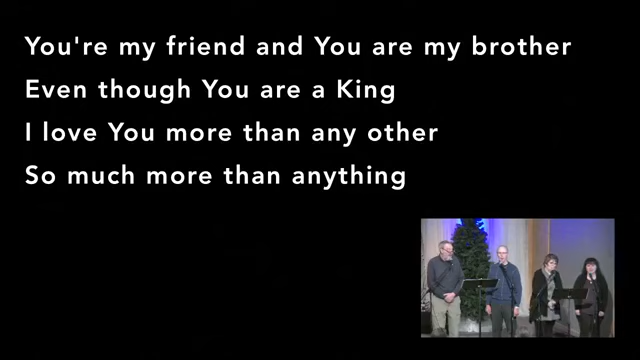 You're my friend and You are my brother
Even though You are a King
I love You more than any other
So much more than anything